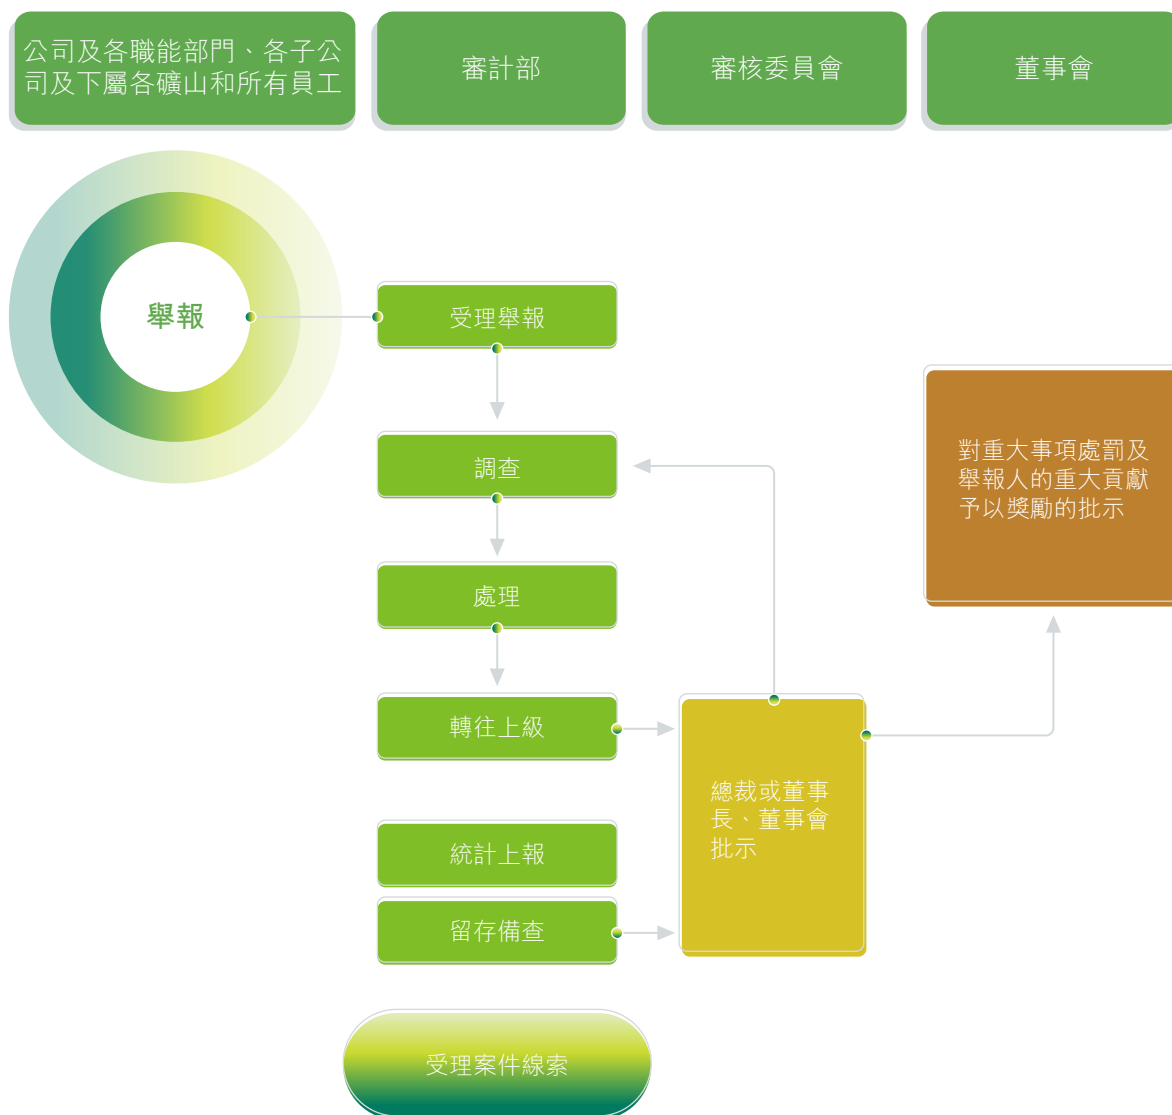 公司及各職能部門、各子公
司及下屬各礦山和所有員工
審計部
審核委員會
董事會
舉報
受理舉報
調查
處理
轉往上級
統計上報
留存備查
總裁或董事
長、董事會
批示
對重大事項處罰及
舉報人的重大貢獻
予以獎勵的批示
受理案件線索